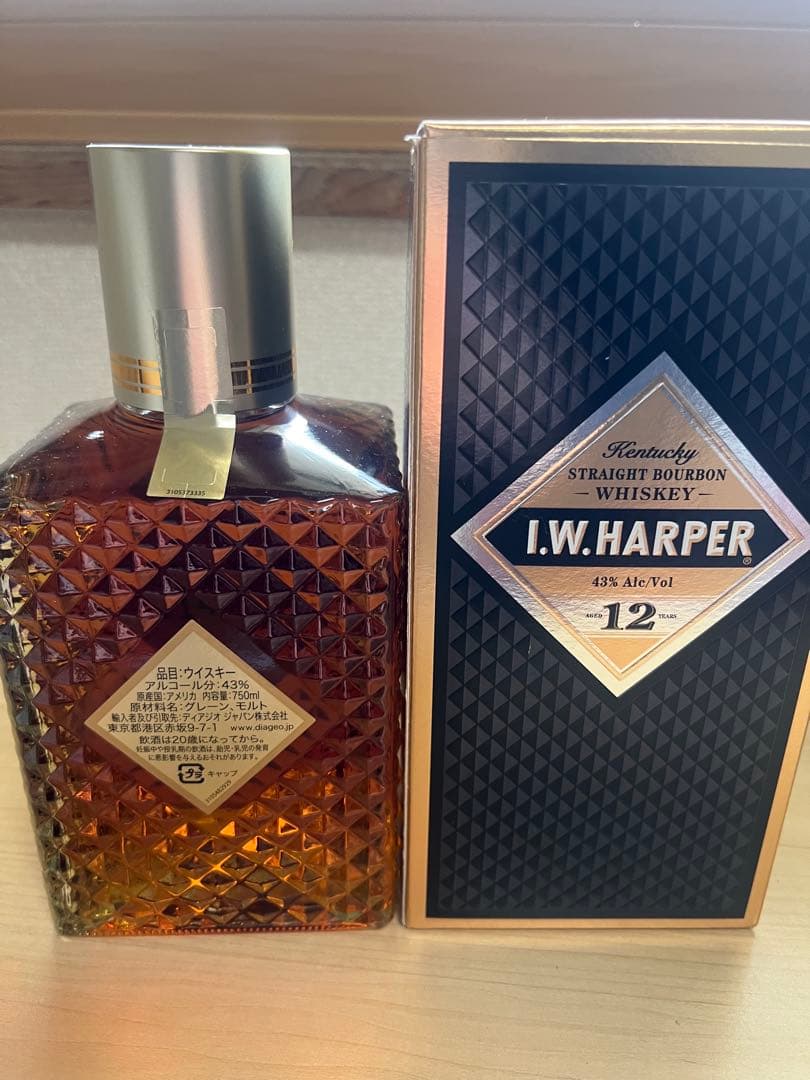 3105373335
品目:ウイスキー
アルコール分:43%
原産国:アメリカ 内容量:750ml
原材料名:グレーン、モルト
輸入者及び引取先:ディアジオ ジャパン株式会社
東京都港区赤坂9-7-1 www.diageo.jp
飲酒は20歳になってから。
妊娠中や授乳期の飲酒は、胎児・乳児の発育
に悪影響を与えるおそれがあります。
プラ キャップ
3105482929
Kentucky
STRAIGHT BOURBON
-WHISKEY-
I.W.HARPER®
43% Alc/Vol
AGED 12 YEARS